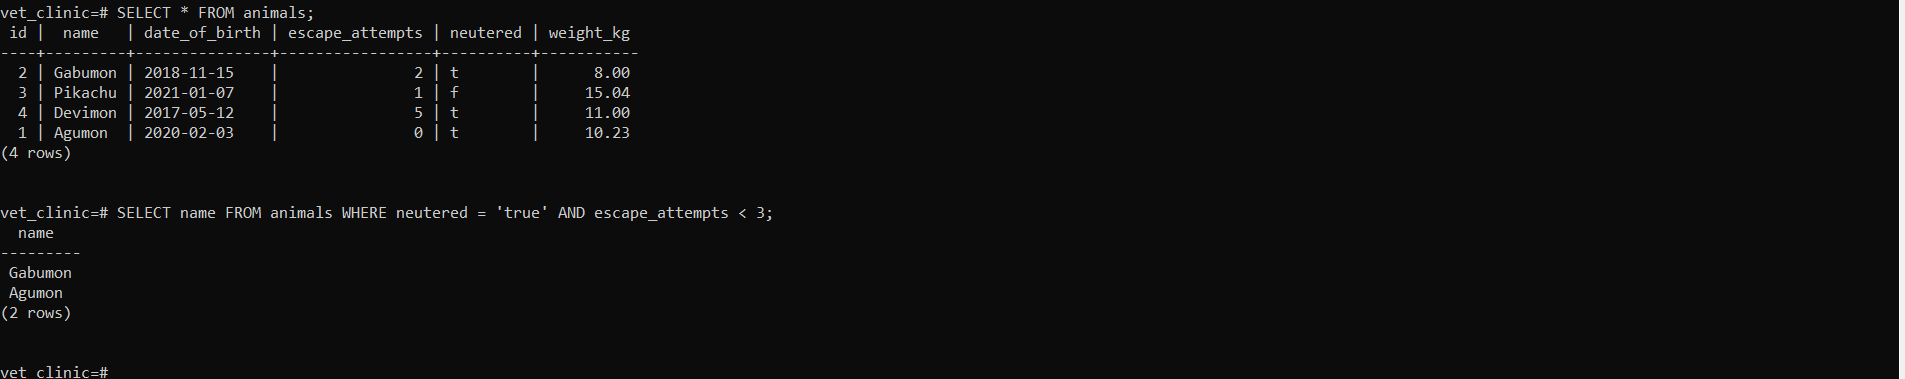 vet_clinic=# SELECT * FROM animals;
 id |  name   | date_of_birth | escape_attempts | neutered | weight_kg
----+---------+---------------+-----------------+----------+-----------
  2 | Gabumon | 2018-11-15    |               2 | t        |      8.00
  3 | Pikachu | 2021-01-07    |               1 | f        |     15.04
  4 | Devimon | 2017-05-12    |               5 | t        |     11.00
  1 | Agumon  | 2020-02-03    |               0 | t        |     10.23
(4 rows)
vet_clinic=# SELECT name FROM animals WHERE neutered = 'true' AND escape_attempts < 3;
  name
---------
 Gabumon
 Agumon
(2 rows)
vet_clinic=#